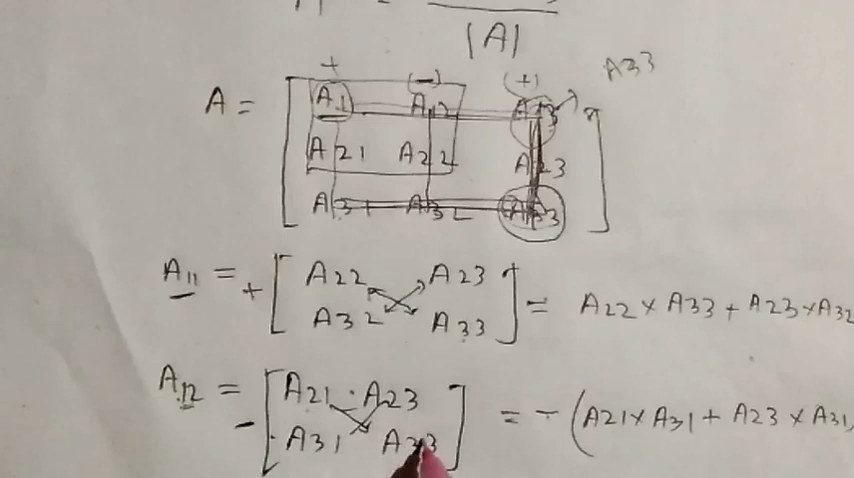 |A|
+ (-) (+) A33
A = [ A11 A12 A13
A21 A22 A23
A31 A32 A33 ]
A11 = + [ A22 A23
A32 A33 ] = A22 × A33 + A23 × A32
A12 = - [ A21 . A23
A31 A33 ] = - (A21 × A31 + A23 × A31)